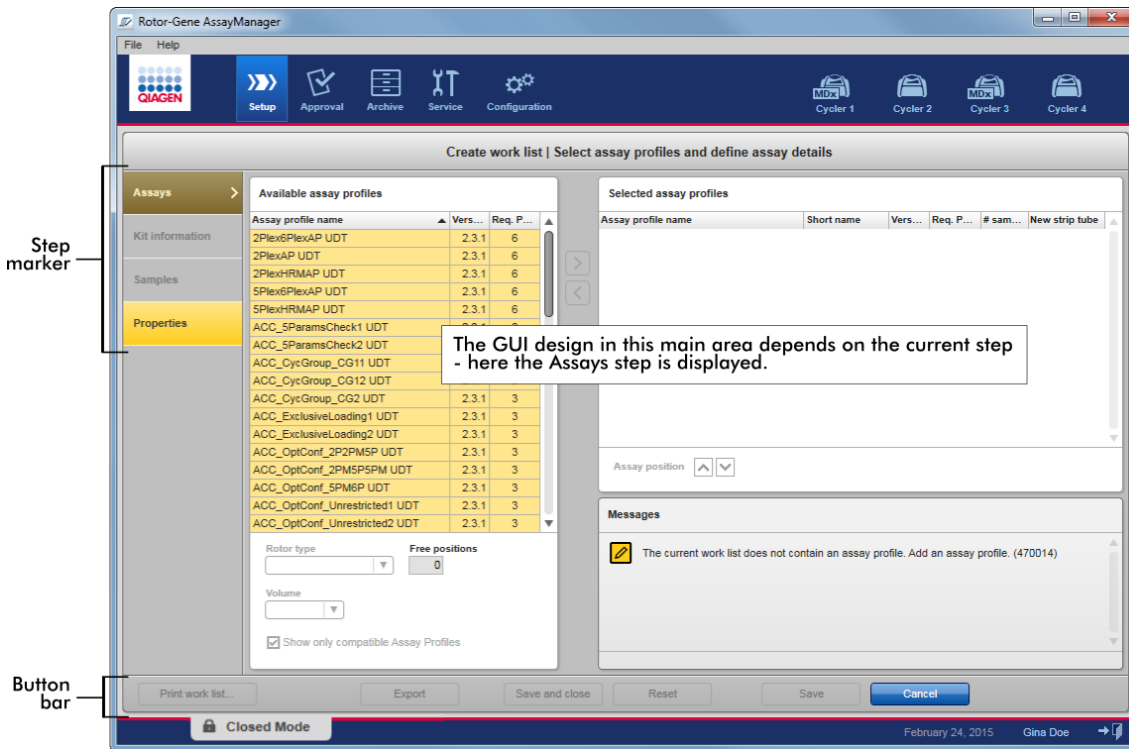 Rotor-Gene AssayManager
File Help
QIAGEN
Setup Approval Archive Service Configuration
MDx Cycler 1 Cycler 2 MDx Cycler 3 Cycler 4
Create work list | Select assay profiles and define assay details
Step marker
Assays
Kit information
Samples
Properties
Available assay profiles
Assay profile name Vers... Req. P...
2Plex6PlexAP UDT 2.3.1 6
2PlexAP UDT 2.3.1 6
2PlexHRMAP UDT 2.3.1 6
5Plex6PlexAP UDT 2.3.1 6
5PlexHRMAP UDT 2.3.1 6
ACC_5ParamsCheck1 UDT
ACC_5ParamsCheck2 UDT
ACC_CycGroup_CG11 UDT
ACC_CycGroup_CG12 UDT
ACC_CycGroup_CG2 UDT 2.3.1 3
ACC_ExclusiveLoading1 UDT 2.3.1 3
ACC_ExclusiveLoading2 UDT 2.3.1 3
ACC_OptConf_2P2PM5P UDT 2.3.1 3
ACC_OptConf_2PM5P5PM UDT 2.3.1 3
ACC_OptConf_5PM6P UDT 2.3.1 3
ACC_OptConf_Unrestricted1 UDT 2.3.1 3
ACC_OptConf_Unrestricted2 UDT 2.3.1 3
Rotor type Free positions
0
Volume
Show only compatible Assay Profiles
Selected assay profiles
Assay profile name Short name Vers... Req. P... # sam... New strip tube
The GUI design in this main area depends on the current step
- here the Assays step is displayed.
Assay position
Messages
The current work list does not contain an assay profile. Add an assay profile. (470014)
Button bar
Print work list... Export Save and close Reset Save Cancel
Closed Mode
February 24, 2015 Gina Doe